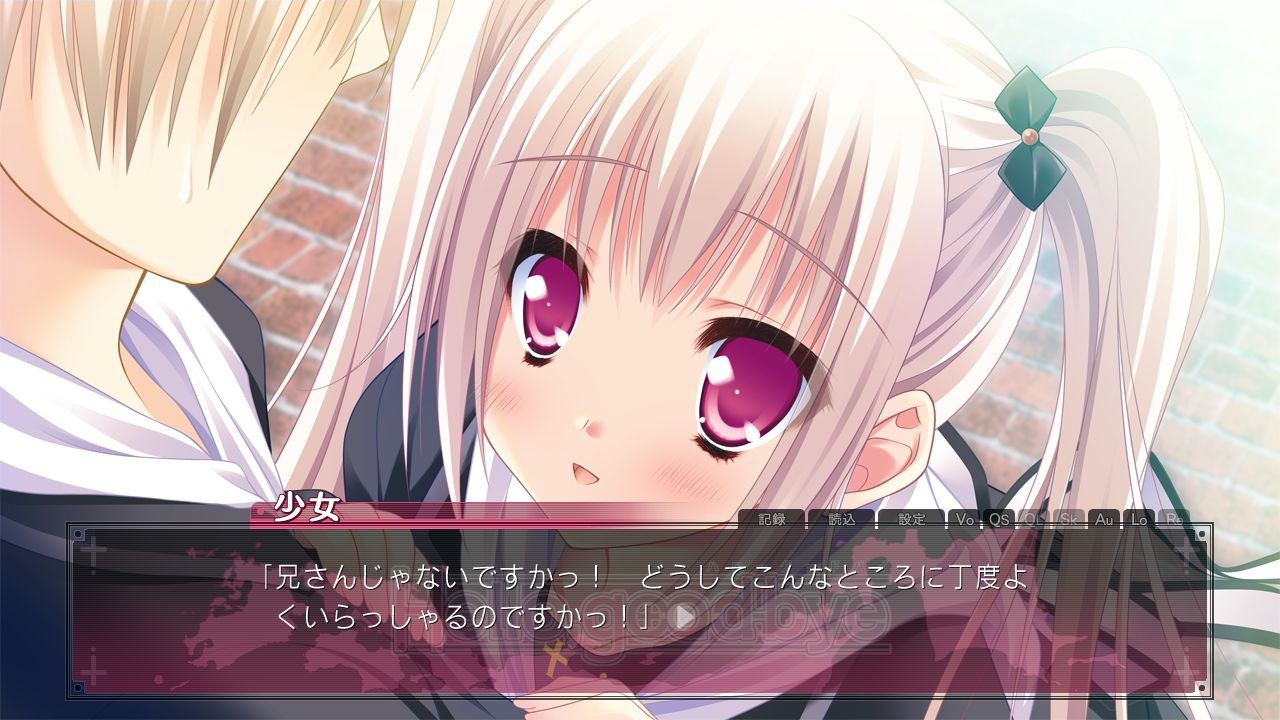 少女
記録 読込 設定 Vo QS QL Sk Au Lo Re
「兄さんじゃないですかっ！　どうしてこんなところに丁度よ
くいらっしゃるのですかっ！」